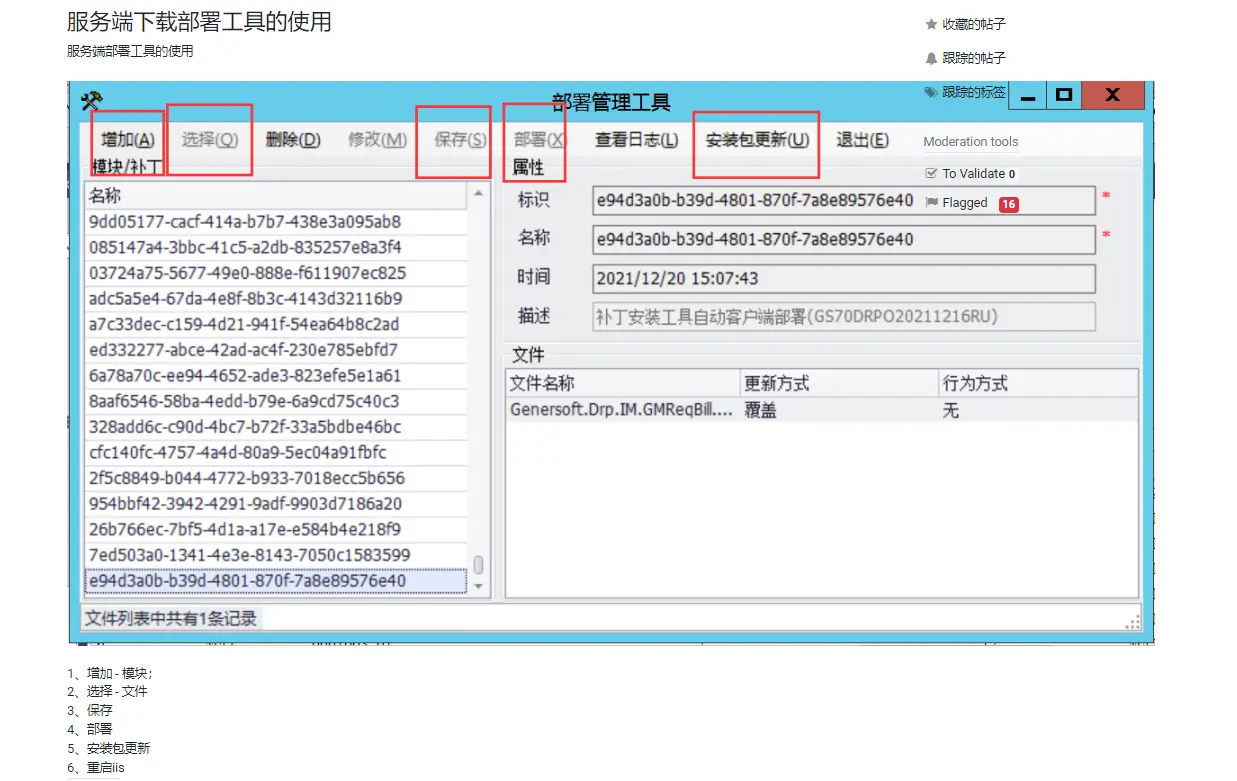 服务端下载部署工具的使用
服务端部署工具的使用
收藏的帖子
跟踪的帖子
跟踪的标签
Moderation tools
To Validate 0
Flagged 16
部署管理工具
增加(A) 选择(O) 删除(D) 修改(M) 保存(S) 部署(X) 查看日志(L) 安装包更新(U) 退出(E)
模块/补丁
名称
9dd05177-cacf-414a-b7b7-438e3a095ab8
085147a4-3bbc-41c5-a2db-835257e8a3f4
03724a75-5677-49e0-888e-f611907ec825
adc5a5e4-67da-4e8f-8b3c-4143d32116b9
a7c33dec-c159-4d21-941f-54ea64b8c2ad
ed332277-abce-42ad-ac4f-230e785ebfd7
6a78a70c-ee94-4652-ade3-823efe5e1a61
8aaf6546-58ba-4edd-b79e-6a9cd75c40c3
328add6c-c90d-4bc7-b72f-33a5bdbe46bc
cfc140fc-4757-4a4d-80a9-5ec04a91fbfc
2f5c8849-b044-4772-b933-7018ecc5b656
954bbf42-3942-4291-9adf-9903d7186a20
26b766ec-7bf5-4d1a-a17e-e584b4e218f9
7ed503a0-1341-4e3e-8143-7050c1583599
e94d3a0b-b39d-4801-870f-7a8e89576e40
属性
标识 e94d3a0b-b39d-4801-870f-7a8e89576e40 *
名称 e94d3a0b-b39d-4801-870f-7a8e89576e40 *
时间 2021/12/20 15:07:43
描述 补丁安装工具自动客户端部署(GS70DRPO20211216RU)
文件
文件名称 更新方式 行为方式
Genersoft.Drp.IM.GMReqBill.... 覆盖 无
文件列表中共有1条记录
1、增加 - 模块；
2、选择 - 文件
3、保存
4、部署
5、安装包更新
6、重启iis